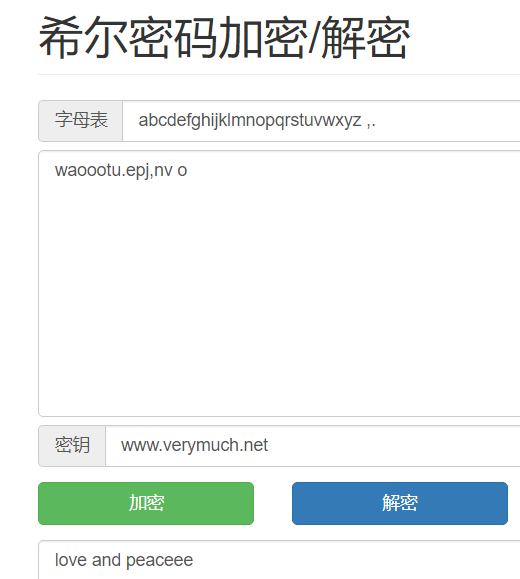 希尔密码加密/解密
字母表 abcdefghijklmnopqrstuvwxyz ,.
waoootu.epj,nv o
密钥 www.verymuch.net
加密 解密
love and peaceee